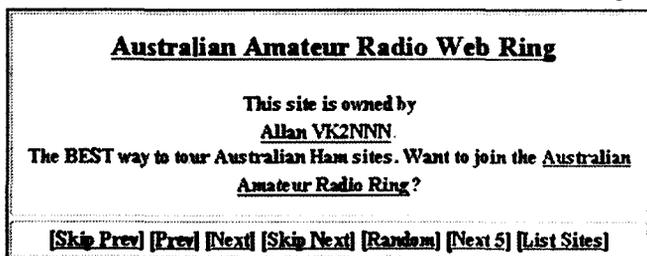 Australian Amateur Radio Web Ring
This site is owned by
Allan VK2NNN.
The BEST way to tour Australian Ham sites. Want to join the Australian
Amateur Radio Ring?
[Skip Prev] [Prev] [Next] [Skip Next] [Random] [Next 5] [List Sites]